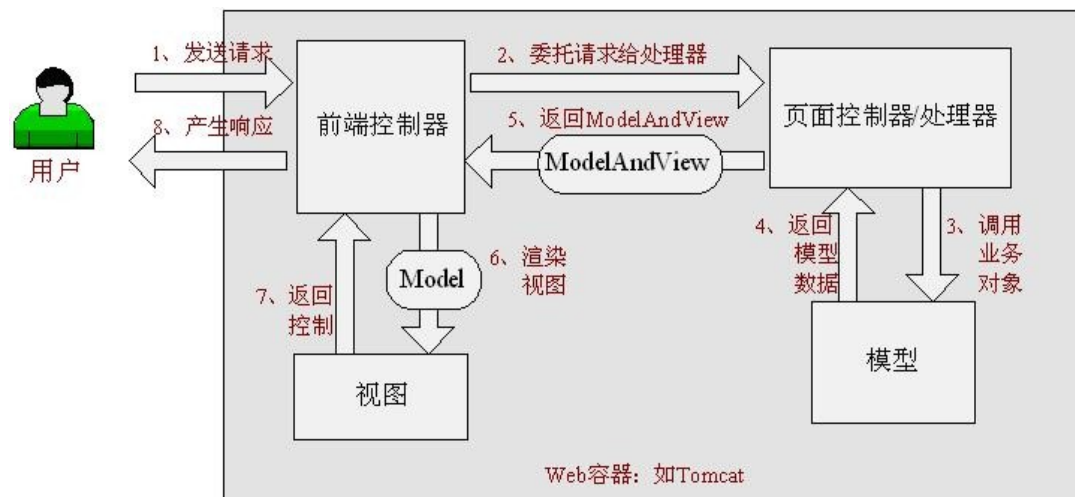 1、发送请求
2、委托请求给处理器
前端控制器
页面控制器/处理器
8、产生响应
5、返回ModelAndView
ModelAndView
用户
4、返回
模型
数据
3、调用
业务
对象
6、渲染
视图
Model
7、返回
控制
视图
模型
Web容器：如Tomcat